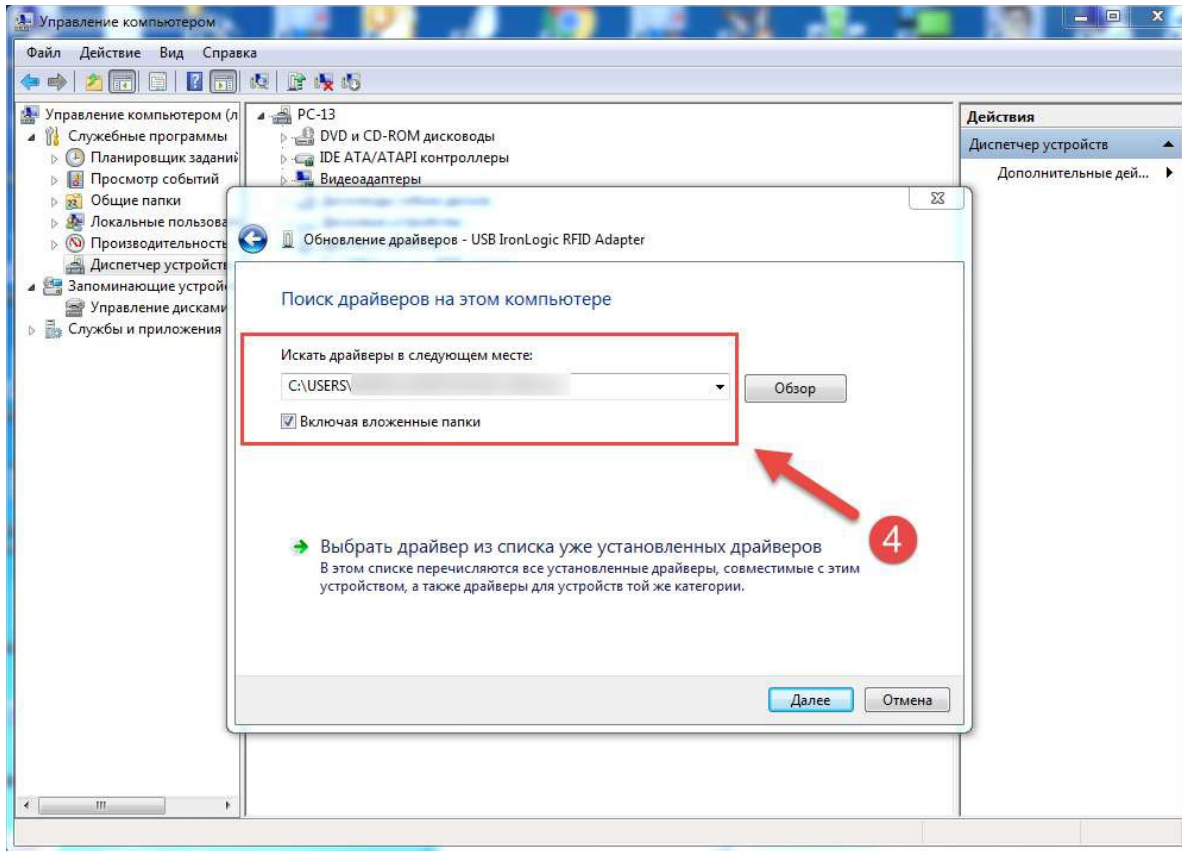 Управление компьютером
Файл Действие Вид Справка
Управление компьютером (л
Служебные программы
Планировщик заданий
Просмотр событий
Общие папки
Локальные пользова
Производительность
Диспетчер устройств
Запоминающие устрой
Управление дисками
Службы и приложения
PC-13
DVD и CD-ROM дисководы
IDE ATA/ATAPI контроллеры
Видеоадаптеры
Действия
Диспетчер устройств
Дополнительные дей...
Обновление драйверов - USB IronLogic RFID Adapter
Поиск драйверов на этом компьютере
Искать драйверы в следующем месте:
C:\USERS\
Обзор
Включая вложенные папки
4
Выбрать драйвер из списка уже установленных драйверов
В этом списке перечисляются все установленные драйверы, совместимые с этим
устройством, а также драйверы для устройств той же категории.
Далее Отмена